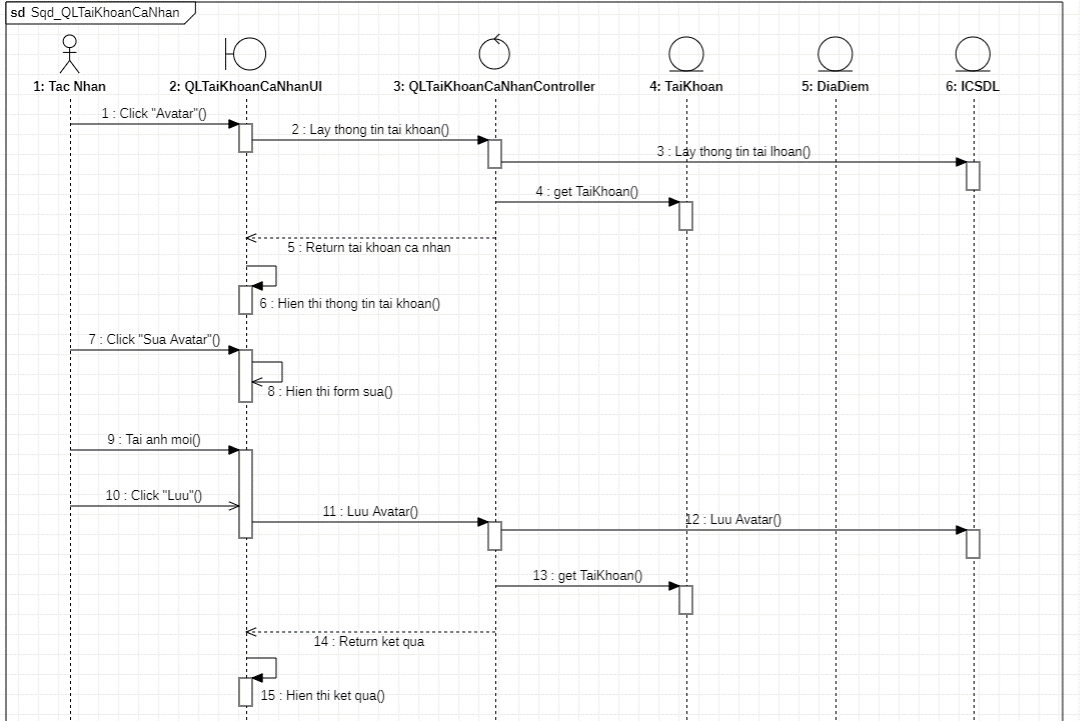 sd Sqd_QLTaiKhoanCaNhan
1: Tac Nhan
2: QLTaiKhoanCaNhanUI
3: QLTaiKhoanCaNhanController
4: TaiKhoan
5: DiaDiem
6: ICSDL
1 : Click "Avatar"()
2 : Lay thong tin tai khoan()
3 : Lay thong tin tai lhoan()
4 : get TaiKhoan()
5 : Return tai khoan ca nhan
6 : Hien thi thong tin tai khoan()
7 : Click "Sua Avatar"()
8 : Hien thi form sua()
9 : Tai anh moi()
10 : Click "Luu"()
11 : Luu Avatar()
12 : Luu Avatar()
13 : get TaiKhoan()
14 : Return ket qua
15 : Hien thi ket qua()